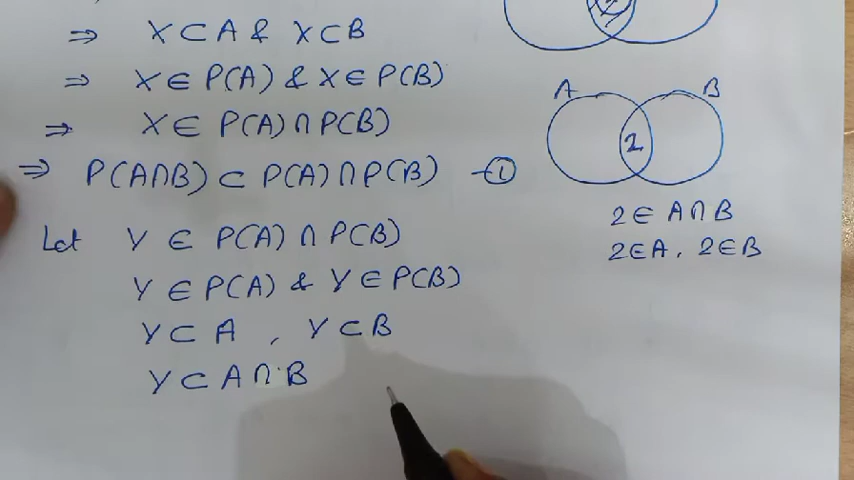 ⇒ X ⊂ A & X ⊂ B
⇒ X ∈ P(A) & X ∈ P(B)
⇒ X ∈ P(A) ∩ P(B)
⇒ P(A∩B) ⊂ P(A) ∩ P(B) —①
Let Y ∈ P(A) ∩ P(B)
Y ∈ P(A) & Y ∈ P(B)
Y ⊂ A , Y ⊂ B
Y ⊂ A ∩ B
A B
2
2 ∈ A ∩ B
2 ∈ A , 2 ∈ B